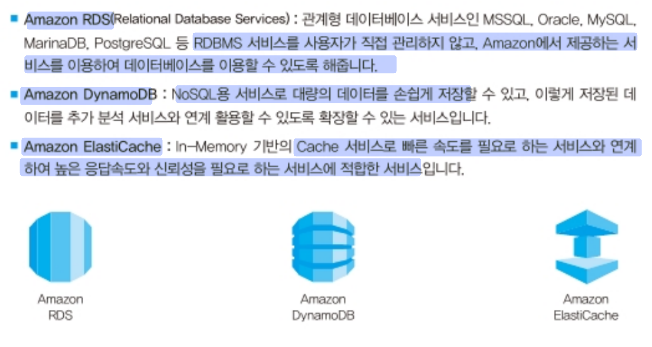 Amazon RDS(Relational Database Services) : 관계형 데이터베이스 서비스인 MSSQL, Oracle, MySQL,
MarinaDB, PostgreSQL 등 RDBMS 서비스를 사용자가 직접 관리하지 않고, Amazon에서 제공하는 서
비스를 이용하여 데이터베이스를 이용할 수 있도록 해줍니다.
Amazon DynamoDB : NoSQL용 서비스로 대량의 데이터를 손쉽게 저장할 수 있고, 이렇게 저장된 데
이터를 추가 분석 서비스와 연계 활용할 수 있도록 확장할 수 있는 서비스입니다.
Amazon ElastiCache : In-Memory 기반의 Cache 서비스로 빠른 속도를 필요로 하는 서비스와 연계
하여 높은 응답속도와 신뢰성을 필요로 하는 서비스에 적합한 서비스입니다.
Amazon
RDS
Amazon
DynamoDB
Amazon
ElastiCache